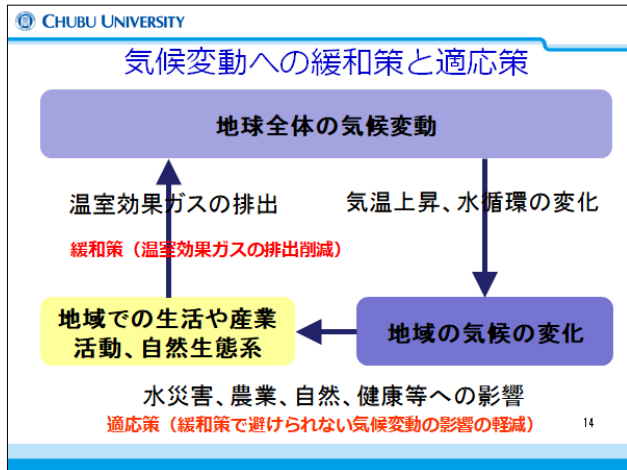 CHUBU UNIVERSITY
気候変動への緩和策と適応策
地球全体の気候変動
温室効果ガスの排出
気温上昇、水循環の変化
緩和策（温室効果ガスの排出削減）
地域での生活や産業
活動、自然生態系
地域の気候の変化
水災害、農業、自然、健康等への影響
適応策（緩和策で避けられない気候変動の影響の軽減）
14